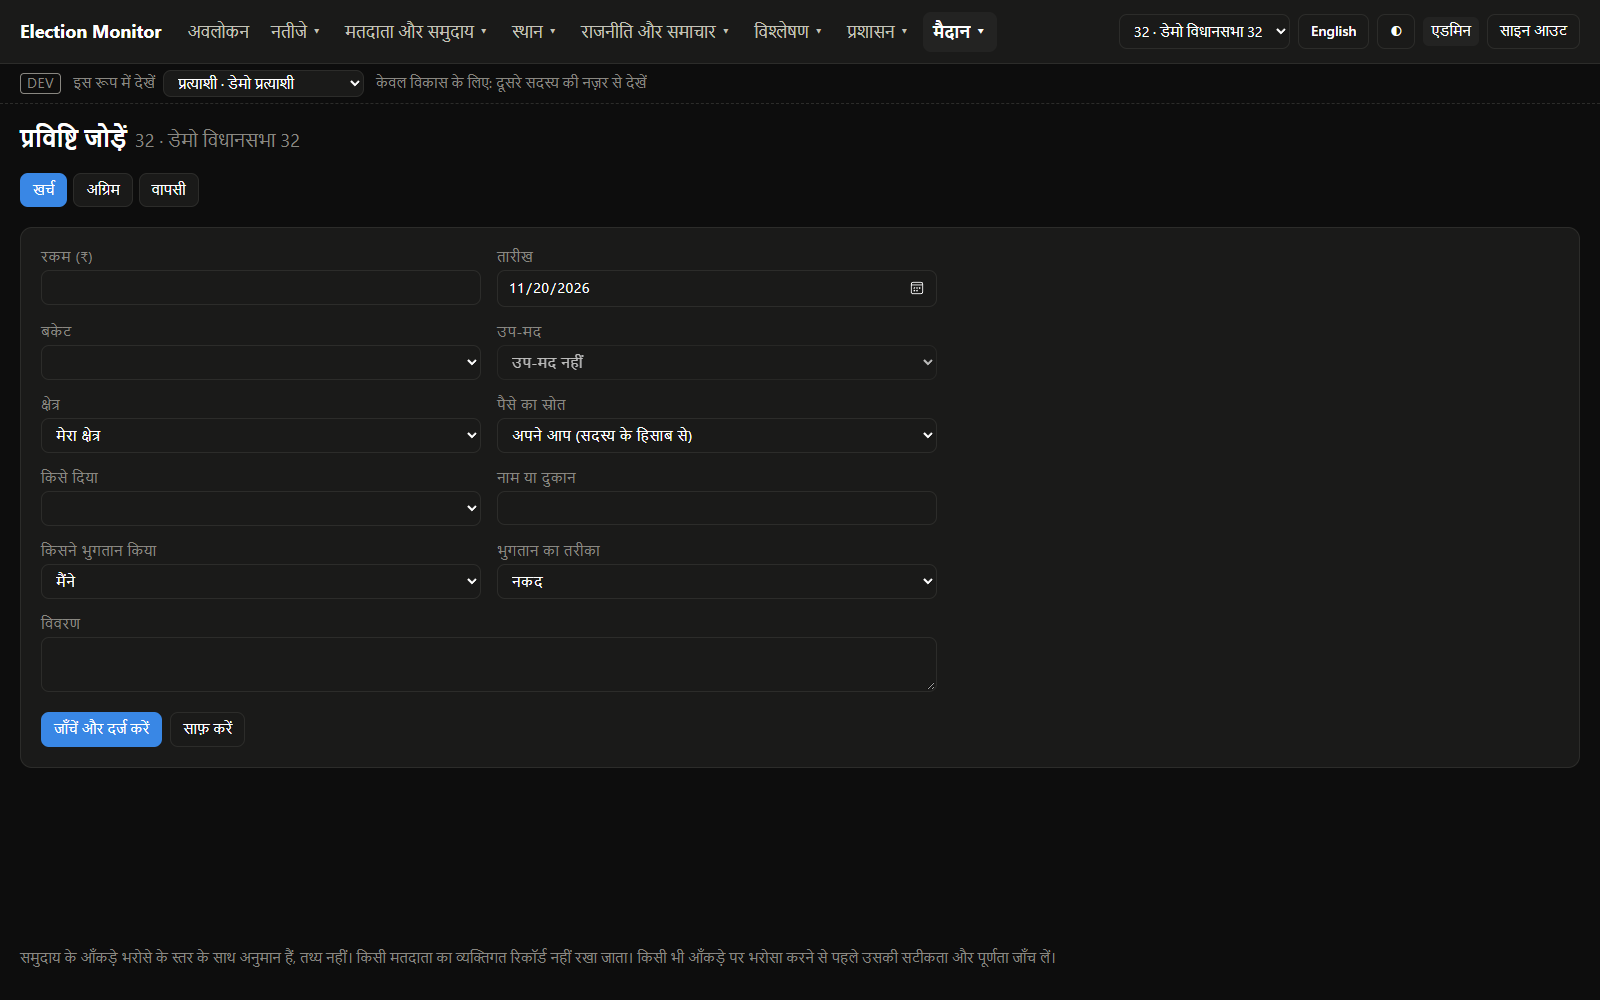 Election Monitor अवलोकन नतीजे ▾ मतदाता और समुदाय ▾ स्थान ▾ राजनीति और समाचार ▾ विश्लेषण ▾ प्रशासन ▾ मैदान ▾ 32 · डेमो विधानसभा 32 English एडमिन साइन आउट
DEV इस रूप में देखें प्रत्याशी · डेमो प्रत्याशी केवल विकास के लिए: दूसरे सदस्य की नज़र से देखें
प्रविष्टि जोड़ें 32 · डेमो विधानसभा 32
खर्च अग्रिम वापसी
रकम (₹) तारीख
11/20/2026
बकेट उप-मद
उप-मद नहीं
क्षेत्र पैसे का स्रोत
मेरा क्षेत्र अपने आप (सदस्य के हिसाब से)
किसे दिया नाम या दुकान
किसने भुगतान किया भुगतान का तरीका
मैंने नकद
विवरण
जाँचें और दर्ज करें साफ़ करें
समुदाय के आँकड़े भरोसे के स्तर के साथ अनुमान हैं, तथ्य नहीं। किसी मतदाता का व्यक्तिगत रिकॉर्ड नहीं रखा जाता। किसी भी आँकड़े पर भरोसा करने से पहले उसकी सटीकता और पूर्णता जाँच लें।